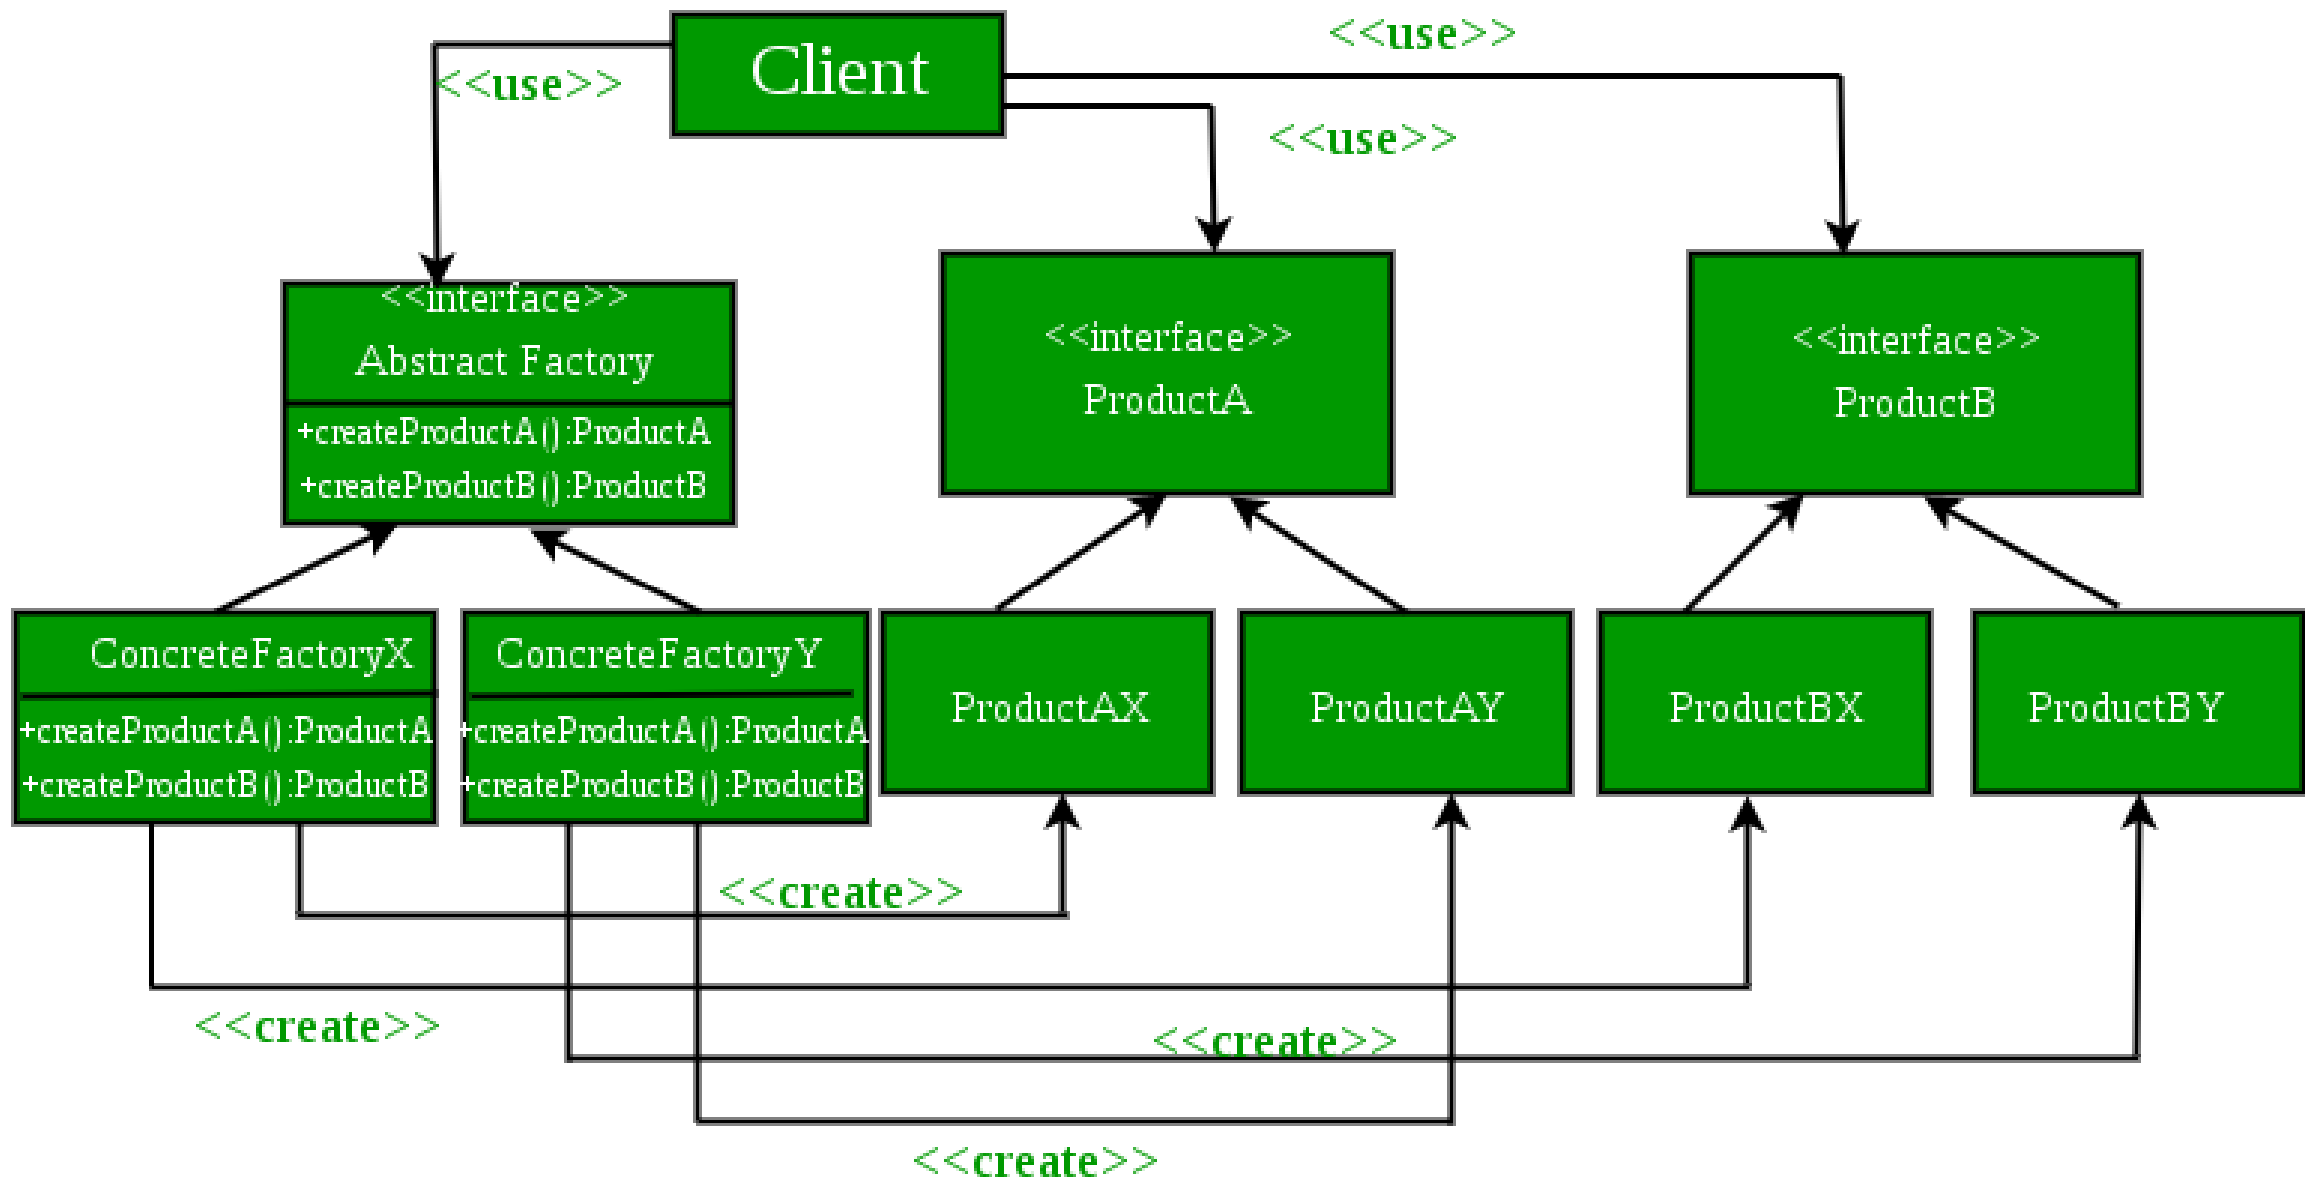 Client
<<use>>
<<use>>
<<use>>
<<interface>>
Abstract Factory
+createProductA():ProductA
+createProductB():ProductB
<<interface>>
ProductA
<<interface>>
ProductB
ConcreteFactoryX
+createProductA():ProductA
+createProductB():ProductB
ConcreteFactoryY
+createProductA():ProductA
+createProductB():ProductB
ProductAX
ProductAY
ProductBX
ProductBY
<<create>>
<<create>>
<<create>>
<<create>>